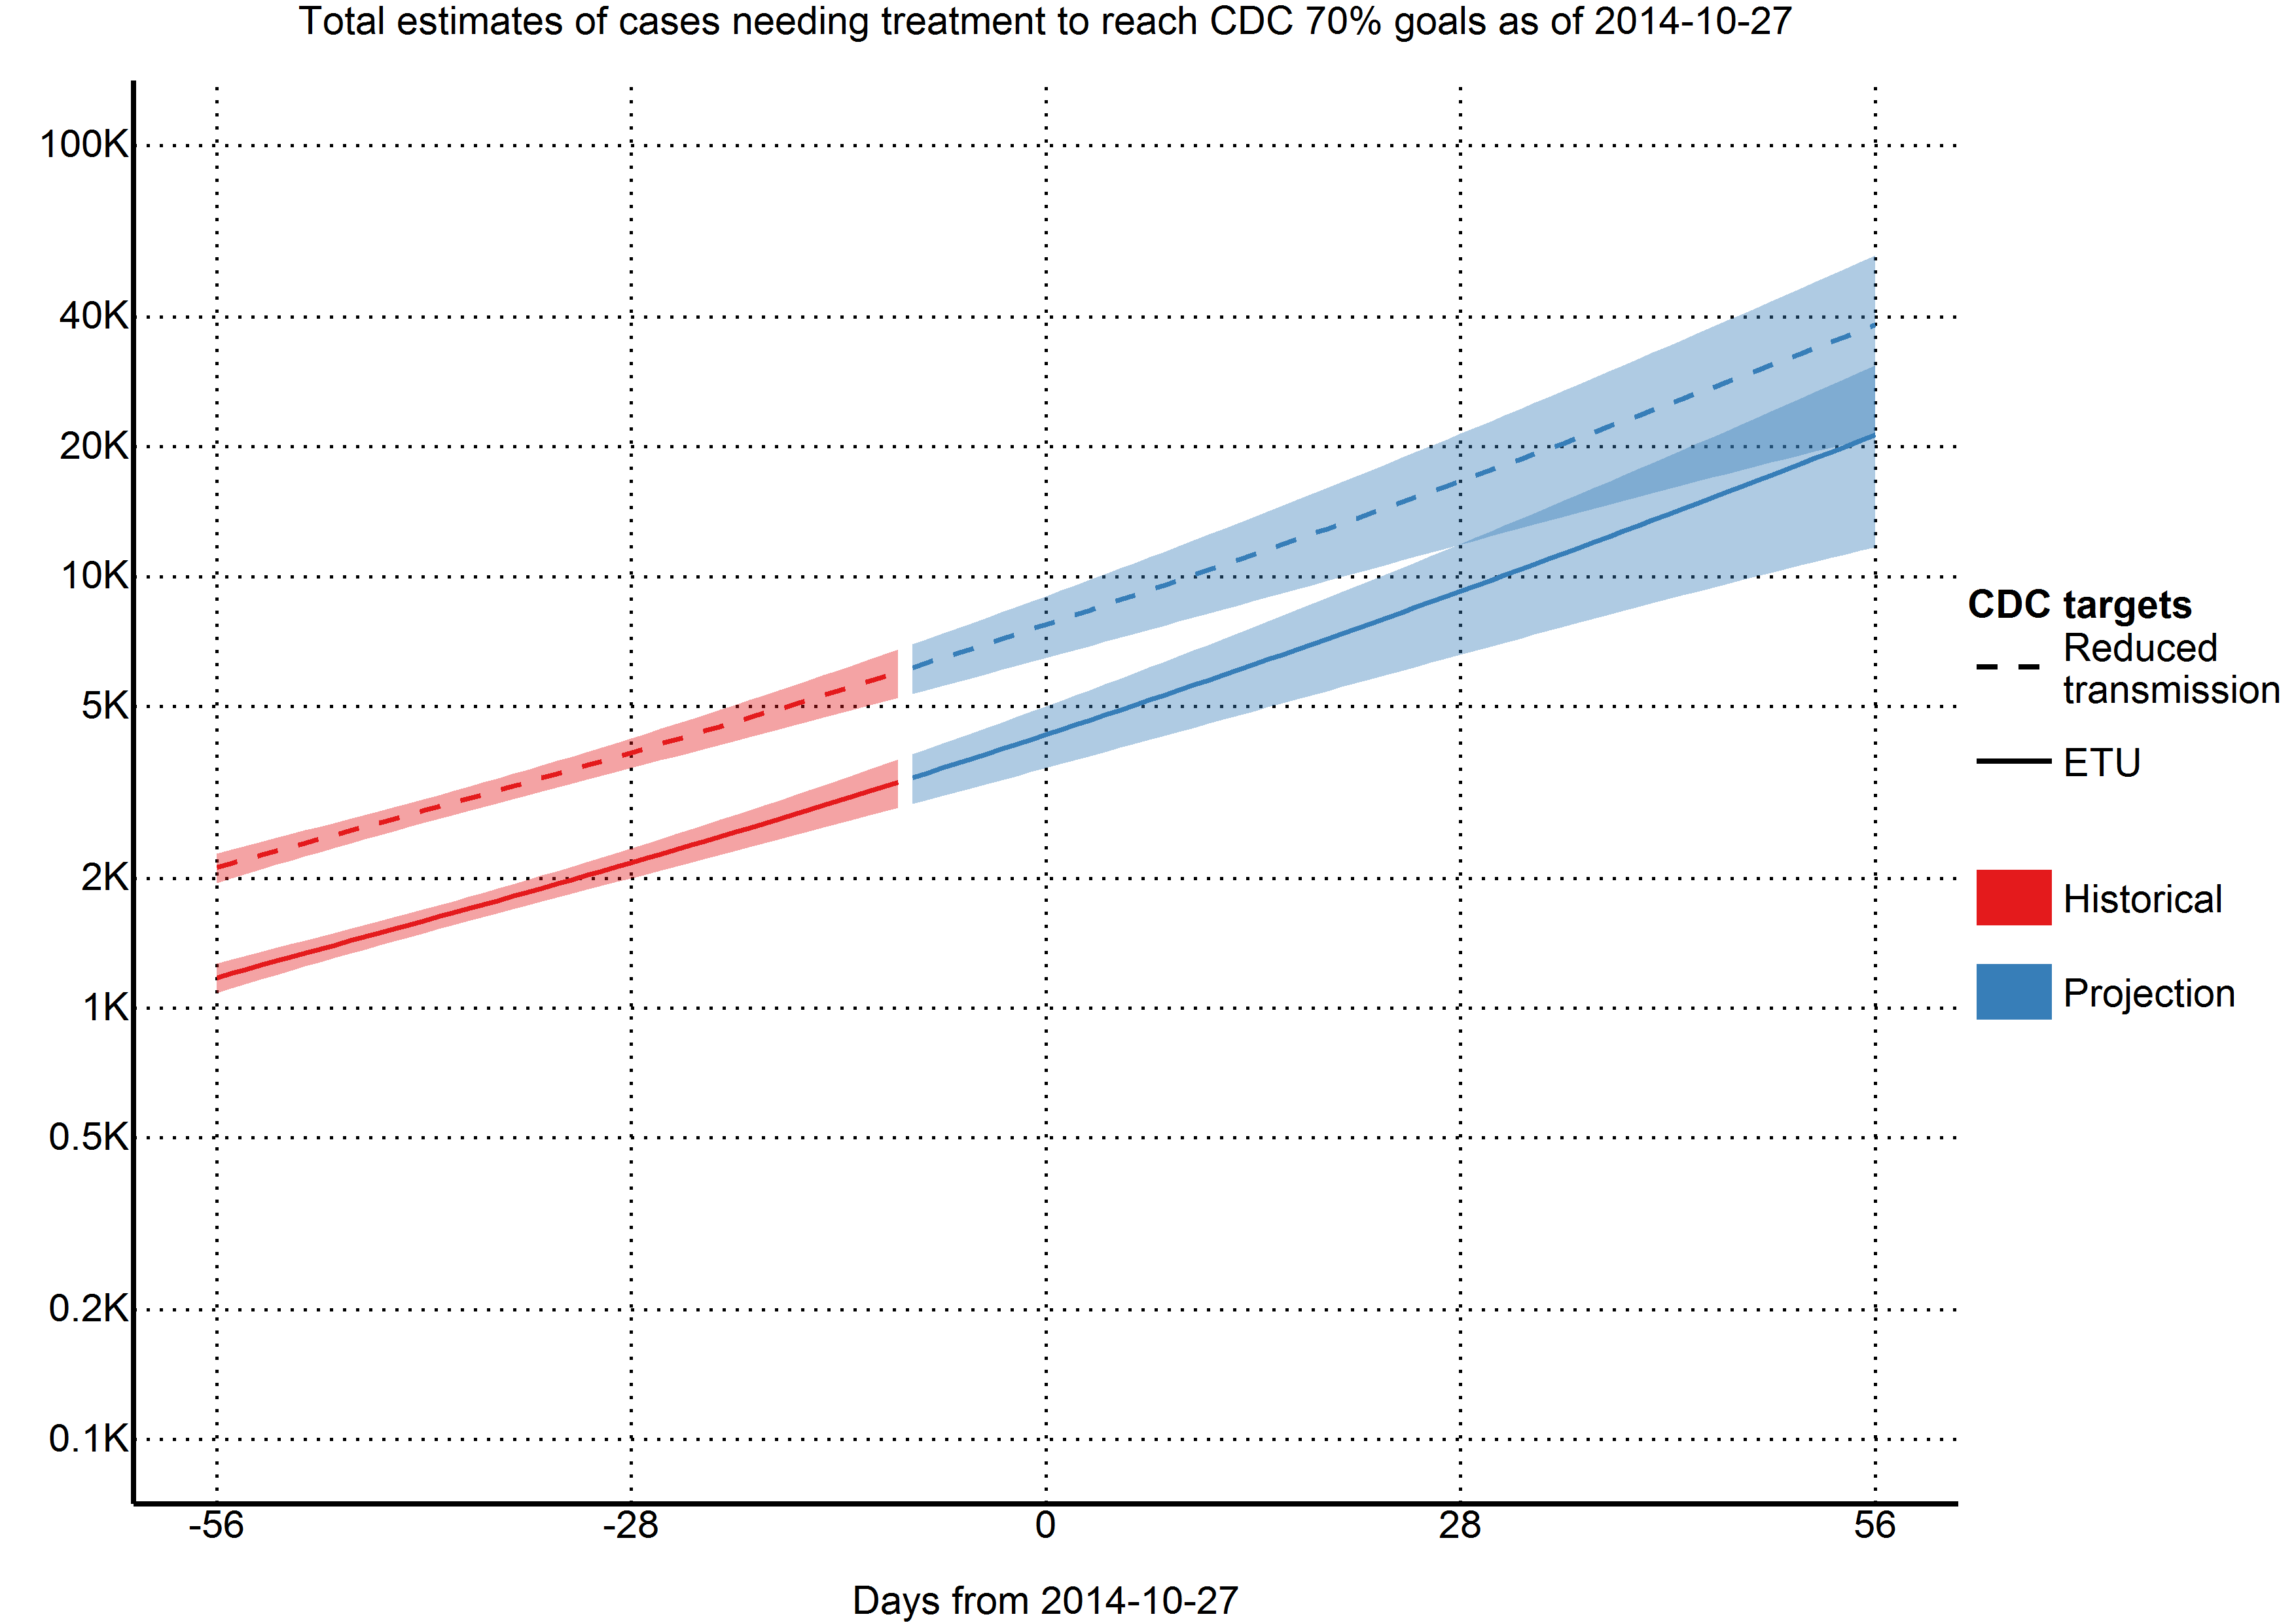 Total estimates of cases needing treatment to reach CDC 70% goals as of 2014-10-27
100K
40K
20K
10K
5K
2K
1K
0.5K
0.2K
0.1K
-56
-28
0
28
56
Days from 2014-10-27
CDC targets
Reduced
transmission
ETU
Historical
Projection